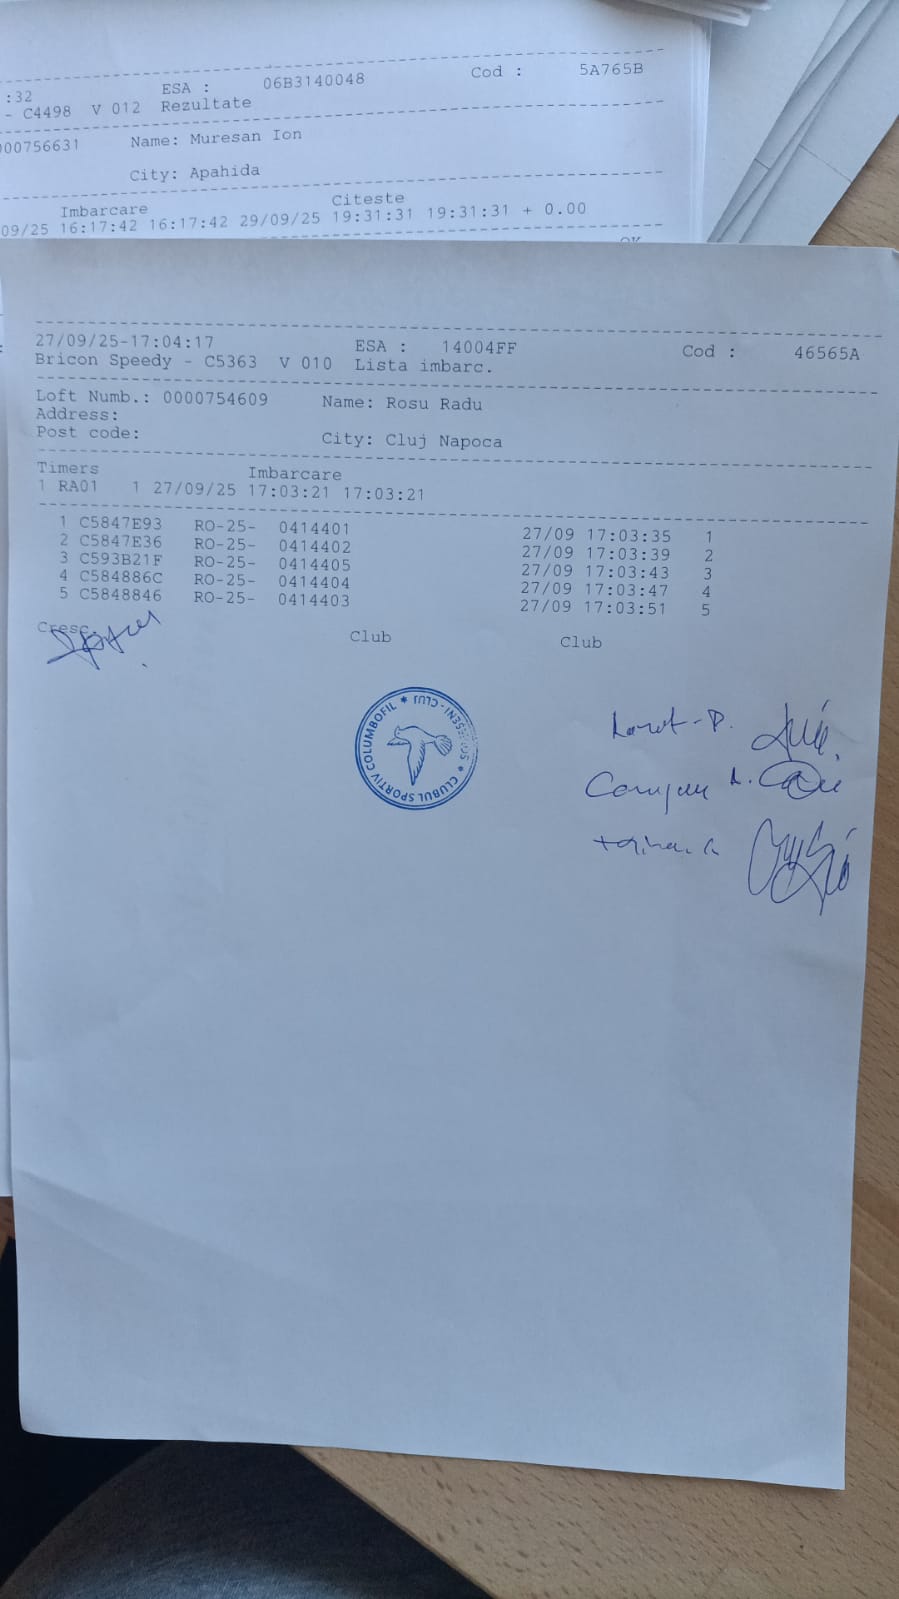 :32 ESA : 06B3140048 Cod : 5A765B
- C4498 V 012 Rezultate
000756631 Name: Muresan Ion
City: Apahida
Imbarcare Citeste
09/25 16:17:42 16:17:42 29/09/25 19:31:31 19:31:31 + 0.00
27/09/25-17:04:17 ESA : 14004FF Cod : 46565A
Bricon Speedy - C5363 V 010 Lista imbarc.
Loft Numb.: 0000754609 Name: Rosu Radu
Address:
Post code: City: Cluj Napoca
Timers Imbarcare
1 RA01 1 27/09/25 17:03:21 17:03:21
1 C5847E93 RO-25- 0414401 27/09 17:03:35 1
2 C5847E36 RO-25- 0414402 27/09 17:03:39 2
3 C593B21F RO-25- 0414405 27/09 17:03:43 3
4 C584886C RO-25- 0414404 27/09 17:03:47 4
5 C5848846 RO-25- 0414403 27/09 17:03:51 5
Cresc. Club Club
CLUBUL SPORTIV COLUMBOFIL * CLUJ *